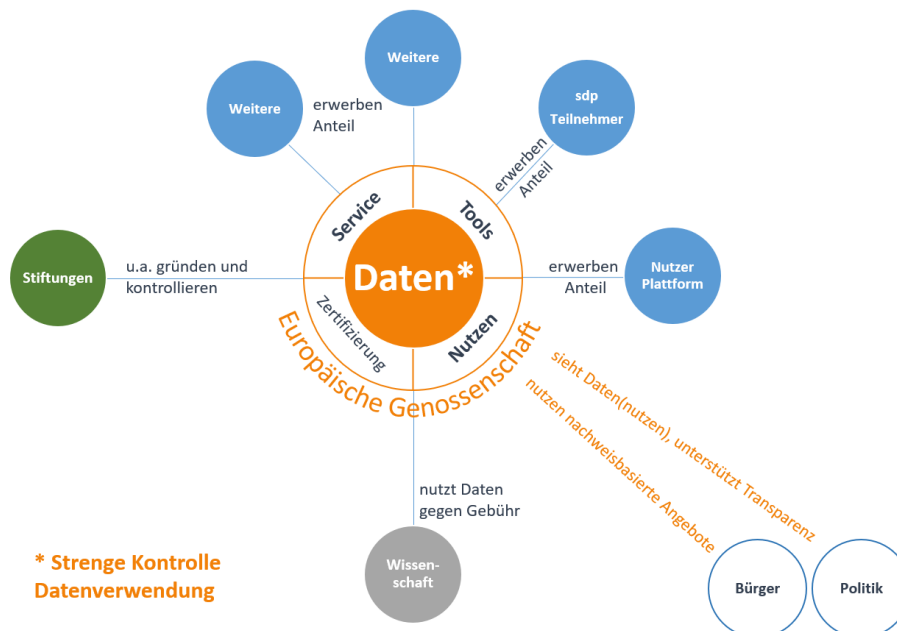 Weitere
Weitere
erwerben
Anteil
sdp
Teilnehmer
erwerben
Anteil
Service
Tools
Stiftungen
u.a. gründen und
kontrollieren
Daten*
erwerben
Anteil
Nutzer
Plattform
Zertifizierung
Nutzen
Europäische Genossenschaft
sieht Daten(nutzen), unterstützt Transparenz
nutzen nachweisbasierte Angebote
nutzt Daten
gegen Gebühr
* Strenge Kontrolle
Datenverwendung
Wissen-
schaft
Bürger
Politik